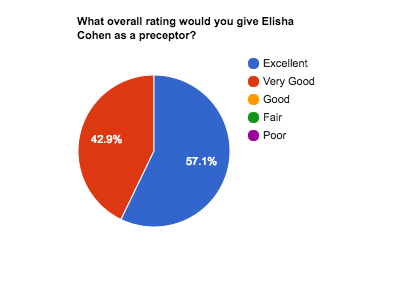 What overall rating would you give Elisha
Cohen as a preceptor?
Excellent
Very Good
Good
Fair
Poor
42.9%
57.1%